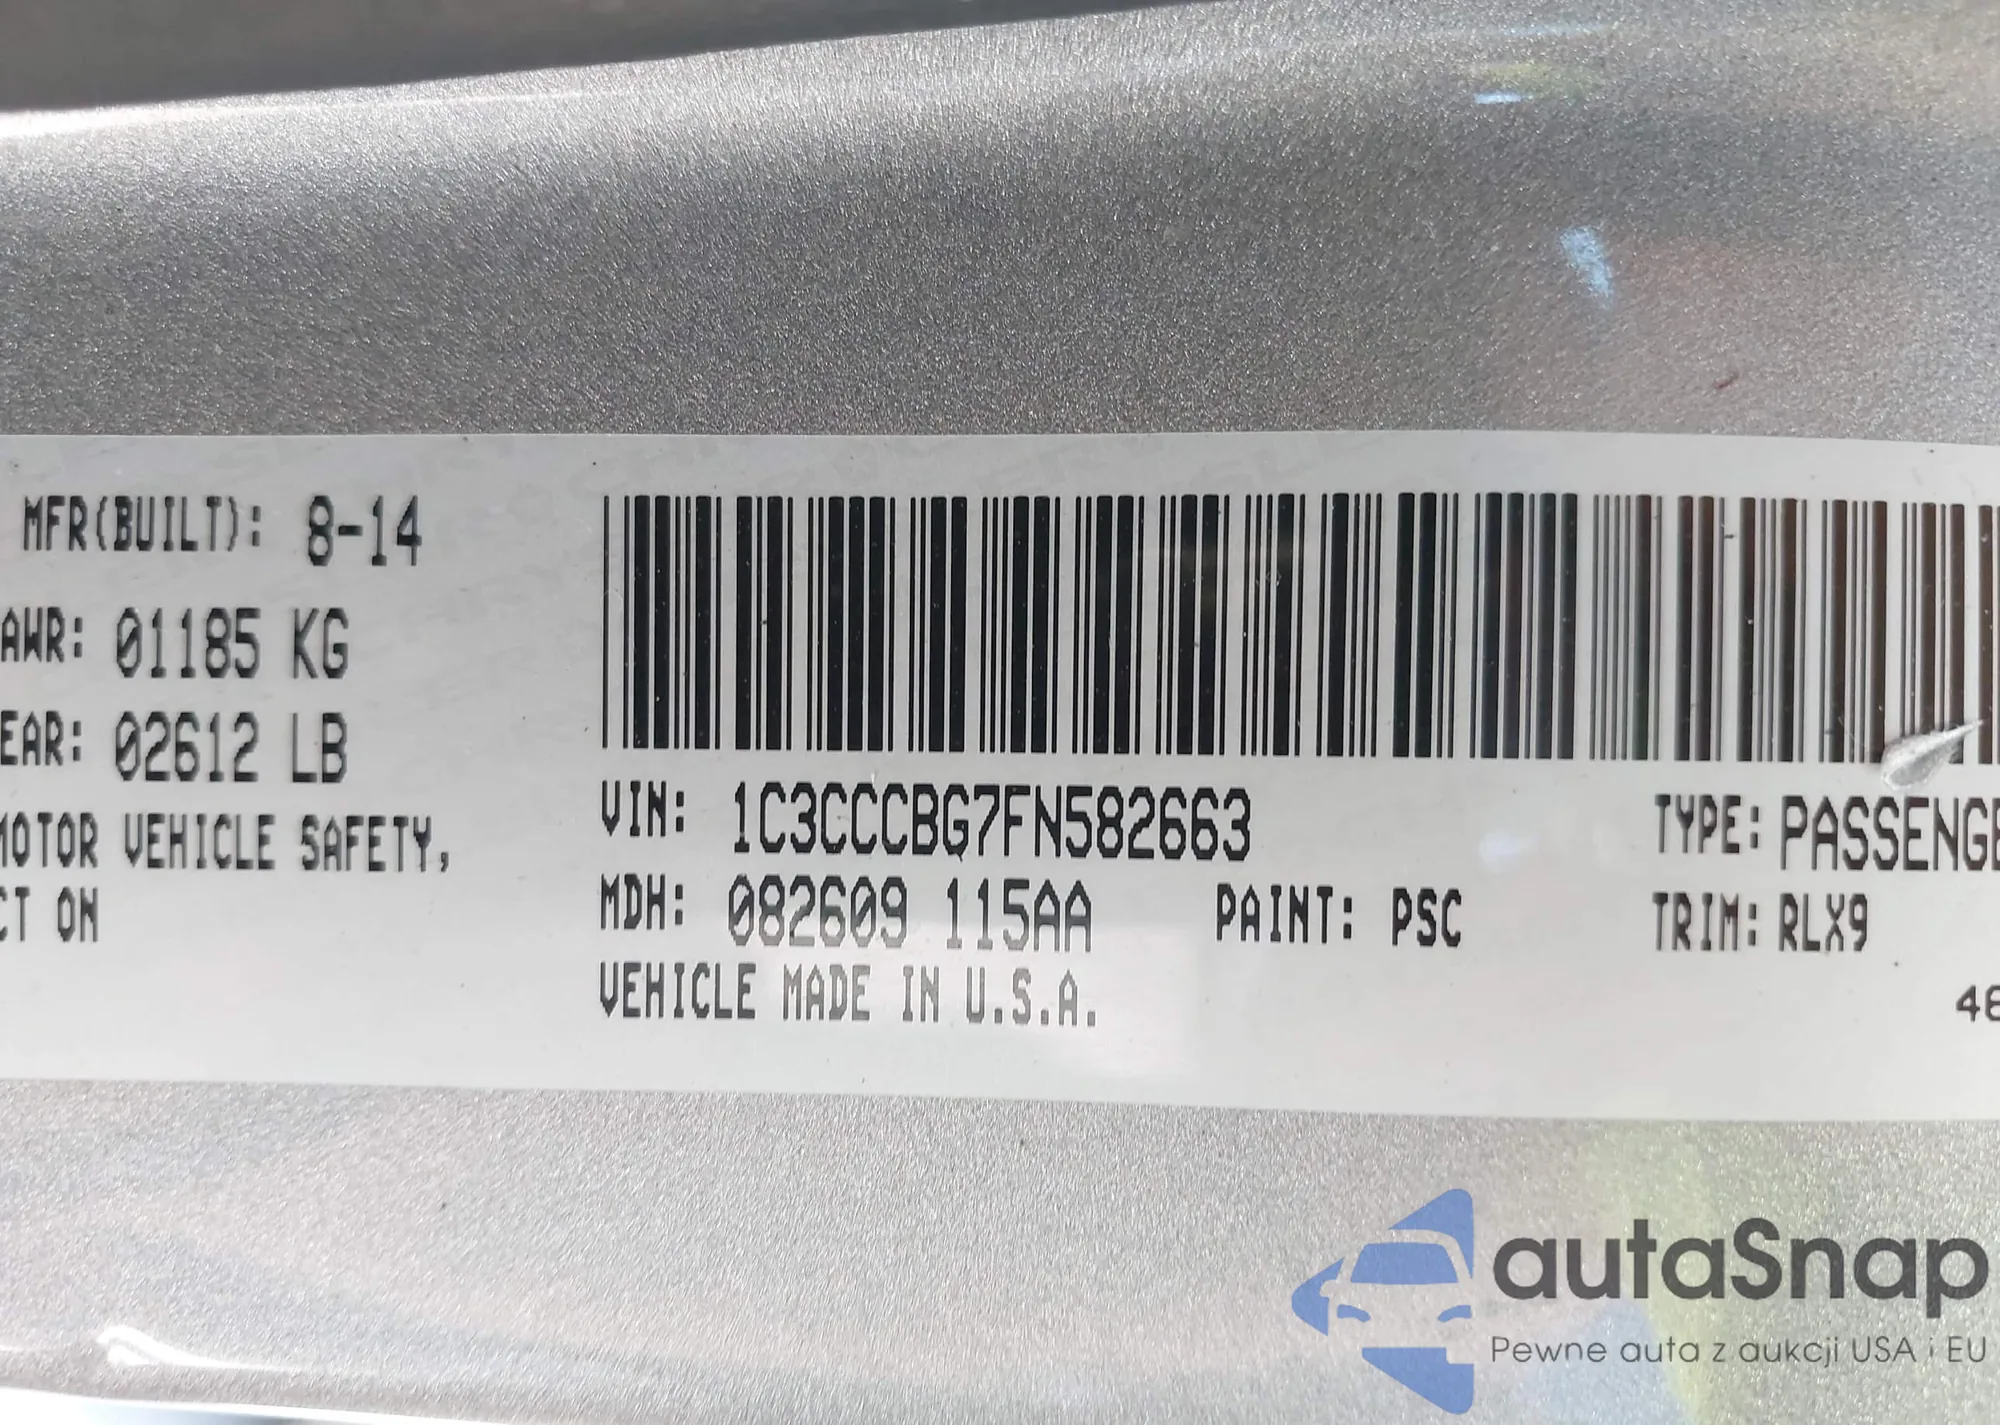 MFR(BUILT): 8-14
AWR: 01185 KG
EAR: 02612 LB
MOTOR VEHICLE SAFETY,
CT ON
VIN: 1C3CCCBG7FN582663
TYPE: PASSENGE
MDH: 082609 115AA
PAINT: PSC
TRIM: RLX9
VEHICLE MADE IN U.S.A.
48
autaSnap
Pewne auta z aukcji USA i EU